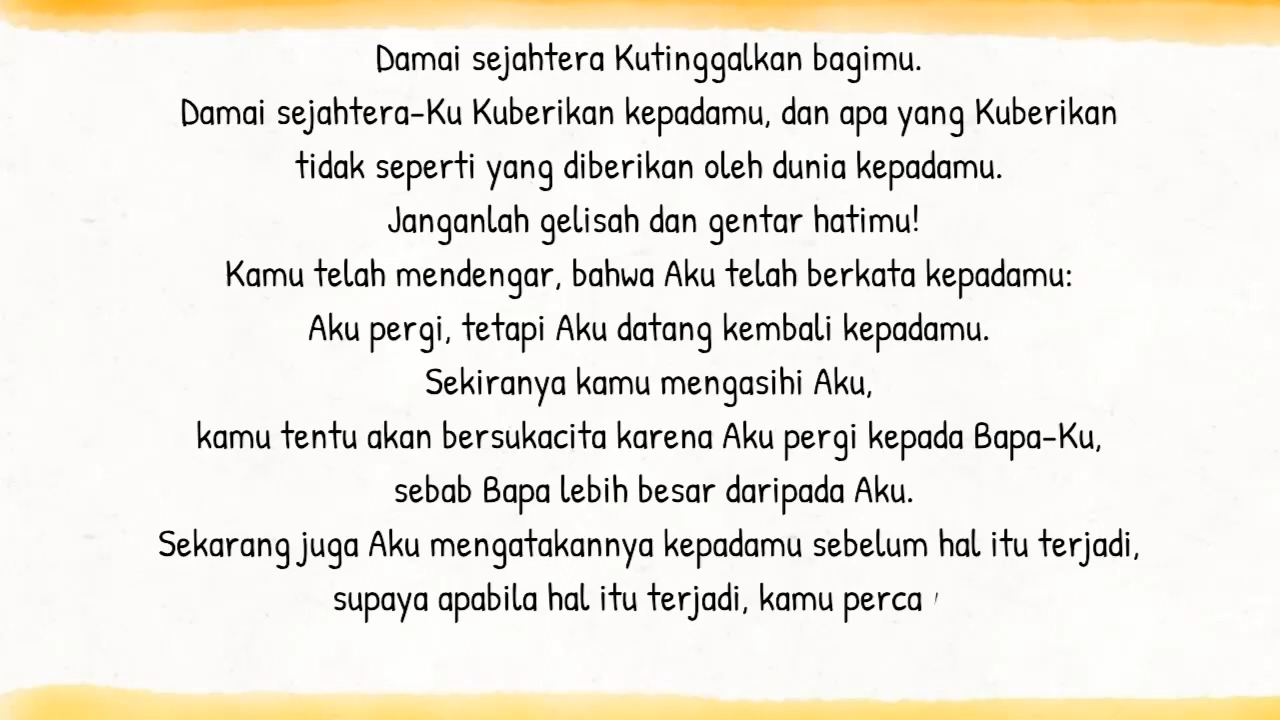 Damai sejahtera Kutinggalkan bagimu.
Damai sejahtera-Ku Kuberikan kepadamu, dan apa yang Kuberikan
tidak seperti yang diberikan oleh dunia kepadamu.
Janganlah gelisah dan gentar hatimu!
Kamu telah mendengar, bahwa Aku telah berkata kepadamu:
Aku pergi, tetapi Aku datang kembali kepadamu.
Sekiranya kamu mengasihi Aku,
kamu tentu akan bersukacita karena Aku pergi kepada Bapa-Ku,
sebab Bapa lebih besar daripada Aku.
Sekarang juga Aku mengatakannya kepadamu sebelum hal itu terjadi,
supaya apabila hal itu terjadi, kamu perca